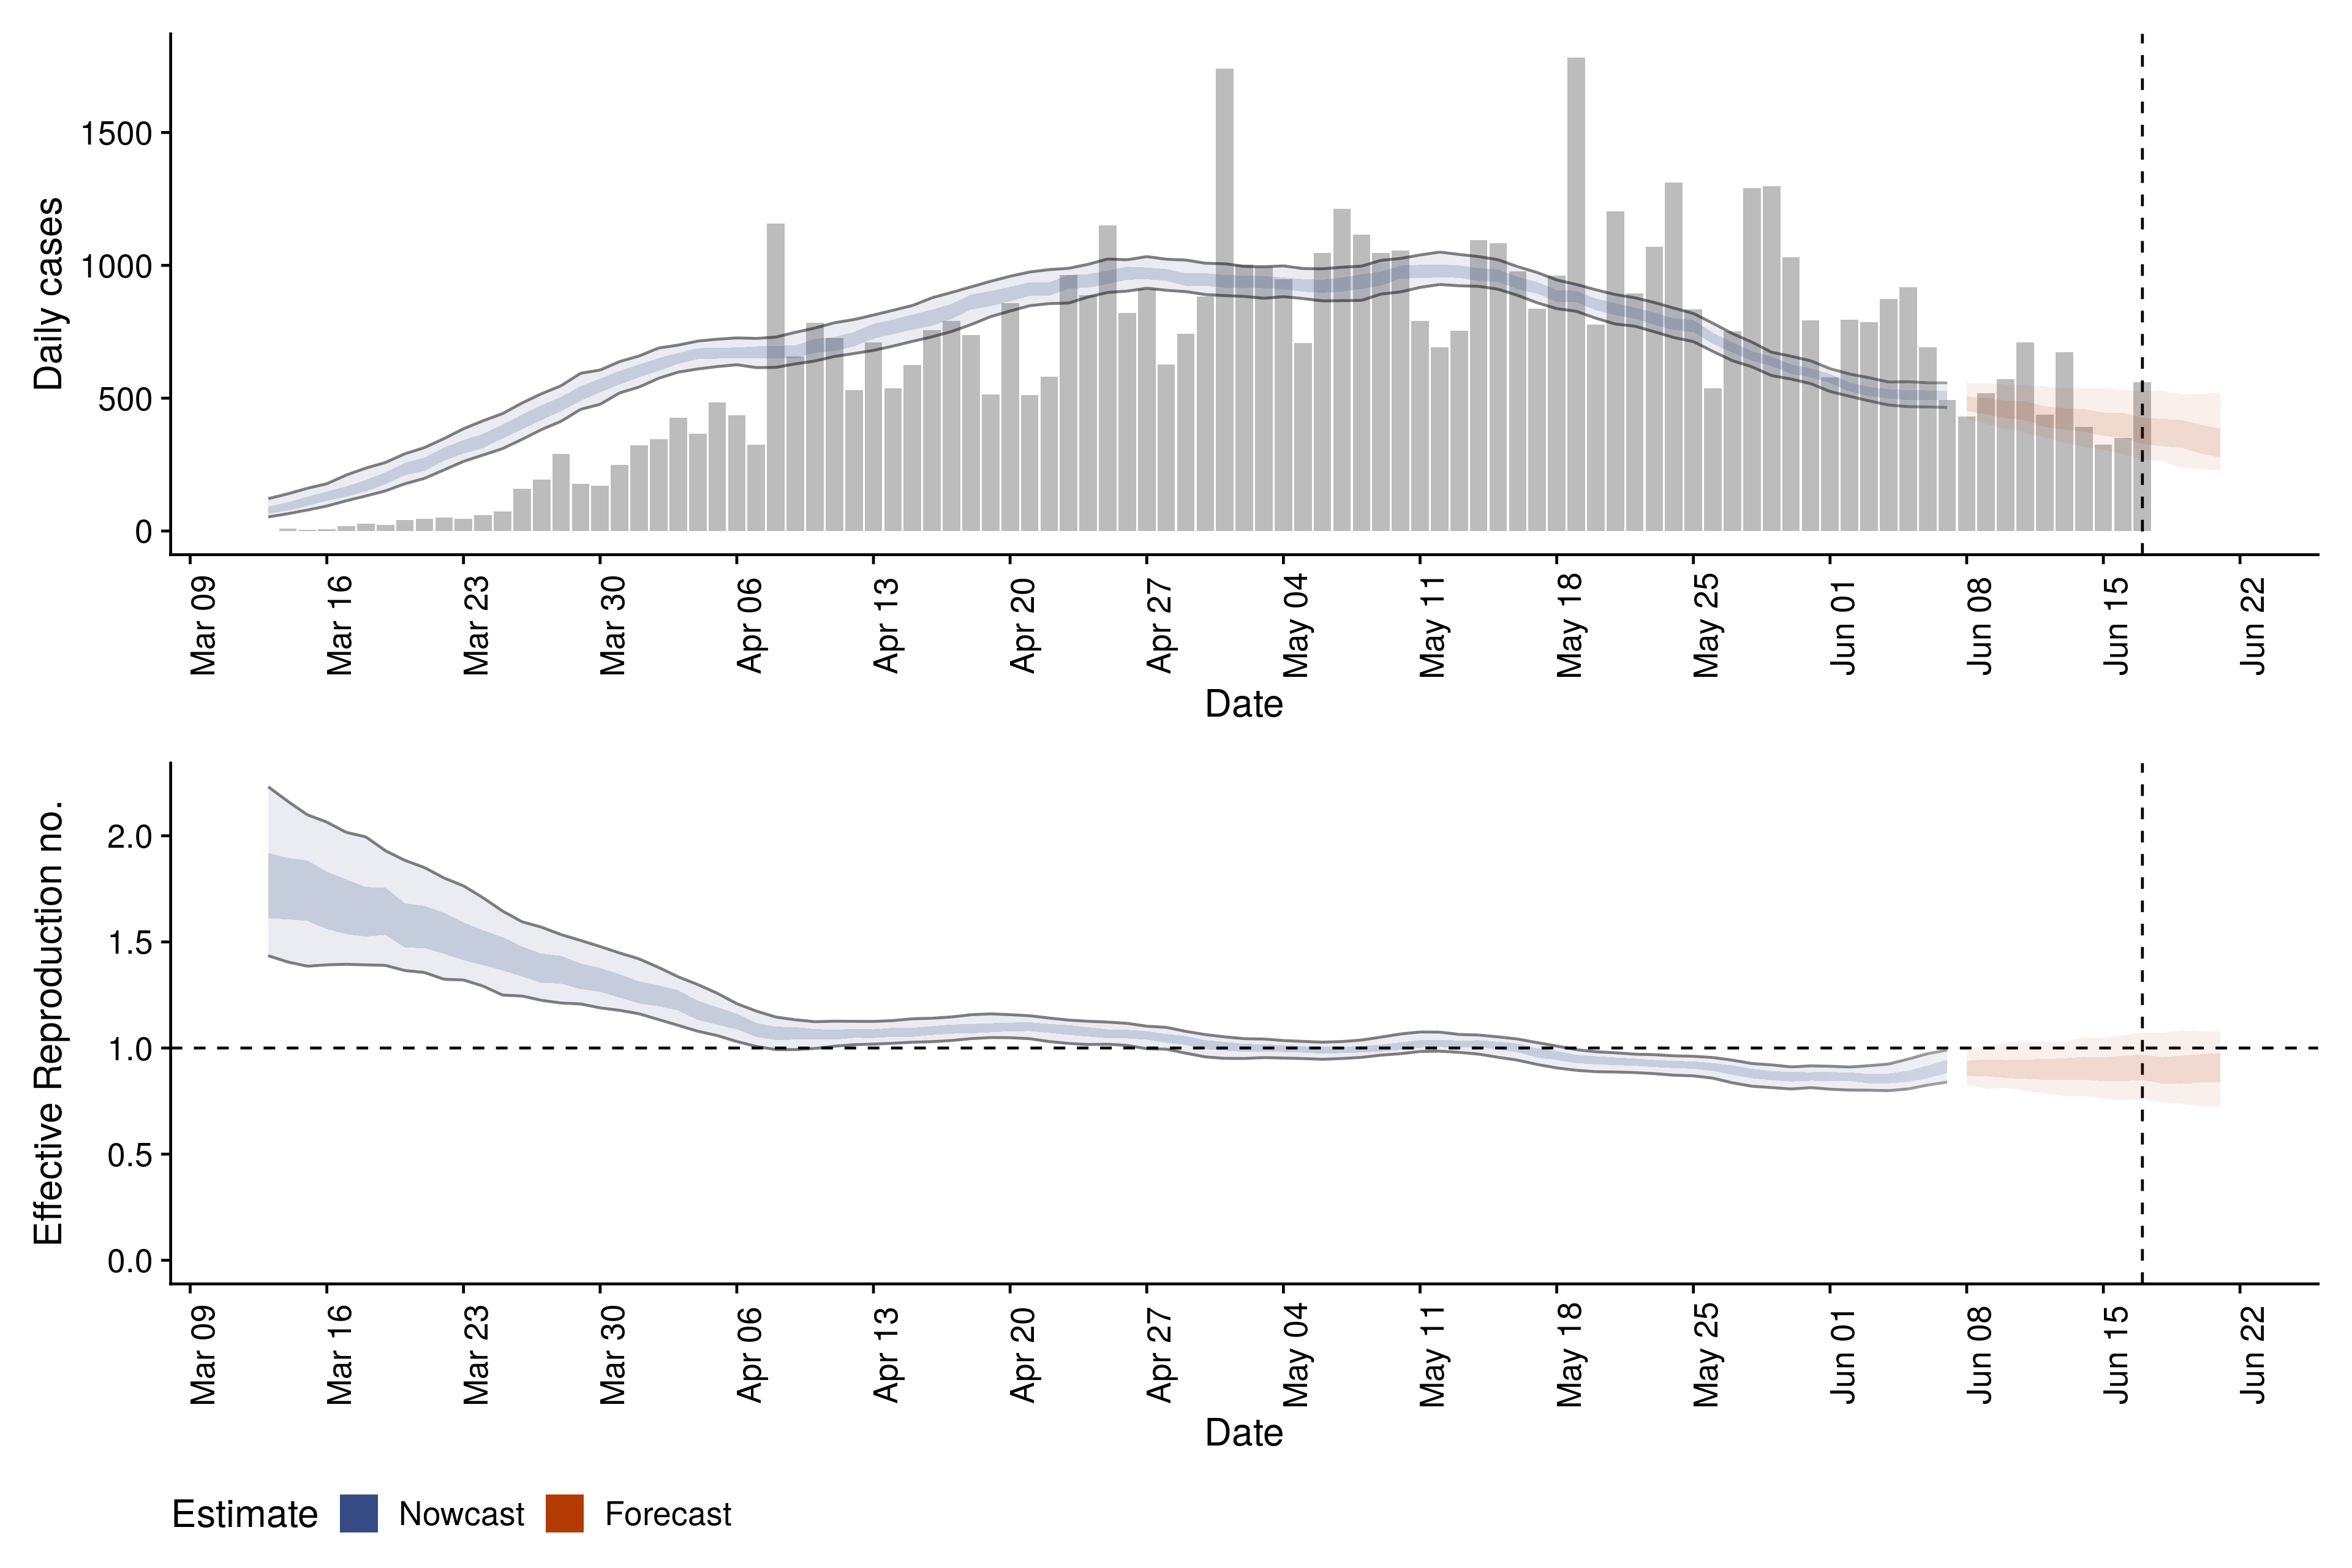 Daily cases
1500
1000
500
0
Mar 09
Mar 16
Mar 23
Mar 30
Apr 06
Apr 13
Apr 20
Apr 27
May 04
May 11
May 18
May 25
Jun 01
Jun 08
Jun 15
Jun 22
Date
Effective Reproduction no.
2.0
1.5
1.0
0.5
0.0
Mar 09
Mar 16
Mar 23
Mar 30
Apr 06
Apr 13
Apr 20
Apr 27
May 04
May 11
May 18
May 25
Jun 01
Jun 08
Jun 15
Jun 22
Date
Estimate Nowcast Forecast